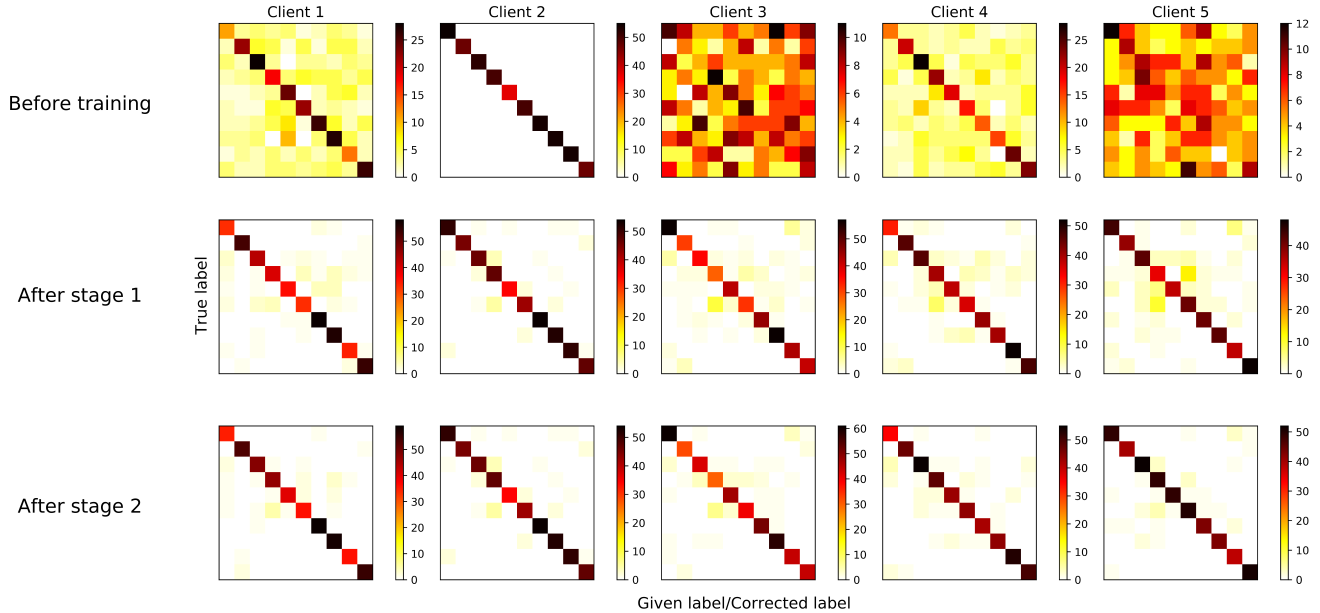 Client 1 Client 2 Client 3 Client 4 Client 5
Before training
25 20 15 10 5 0
50 40 30 20 10 0
10 8 6 4 2 0
25 20 15 10 5 0
12 10 8 6 4 2 0
After stage 1
True label
50 40 30 20 10 0
50 40 30 20 10 0
50 40 30 20 10 0
50 40 30 20 10 0
40 30 20 10 0
After stage 2
50 40 30 20 10 0
50 40 30 20 10 0
60 50 40 30 20 10 0
50 40 30 20 10 0
50 40 30 20 10 0
Given label/Corrected label